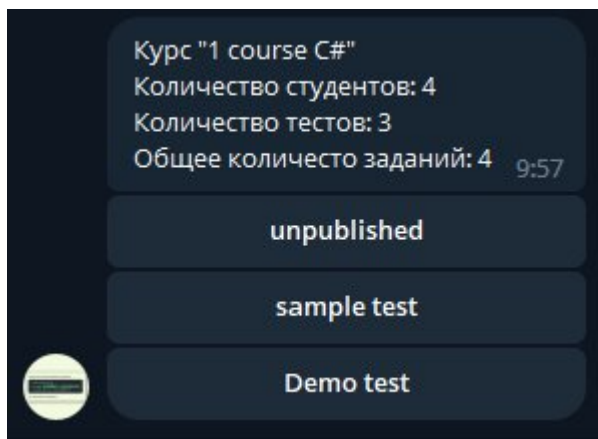 Курс "1 course C#"
Количество студентов: 4
Количество тестов: 3
Общее количесто заданий: 4
9:57
unpublished
sample test
Demo test